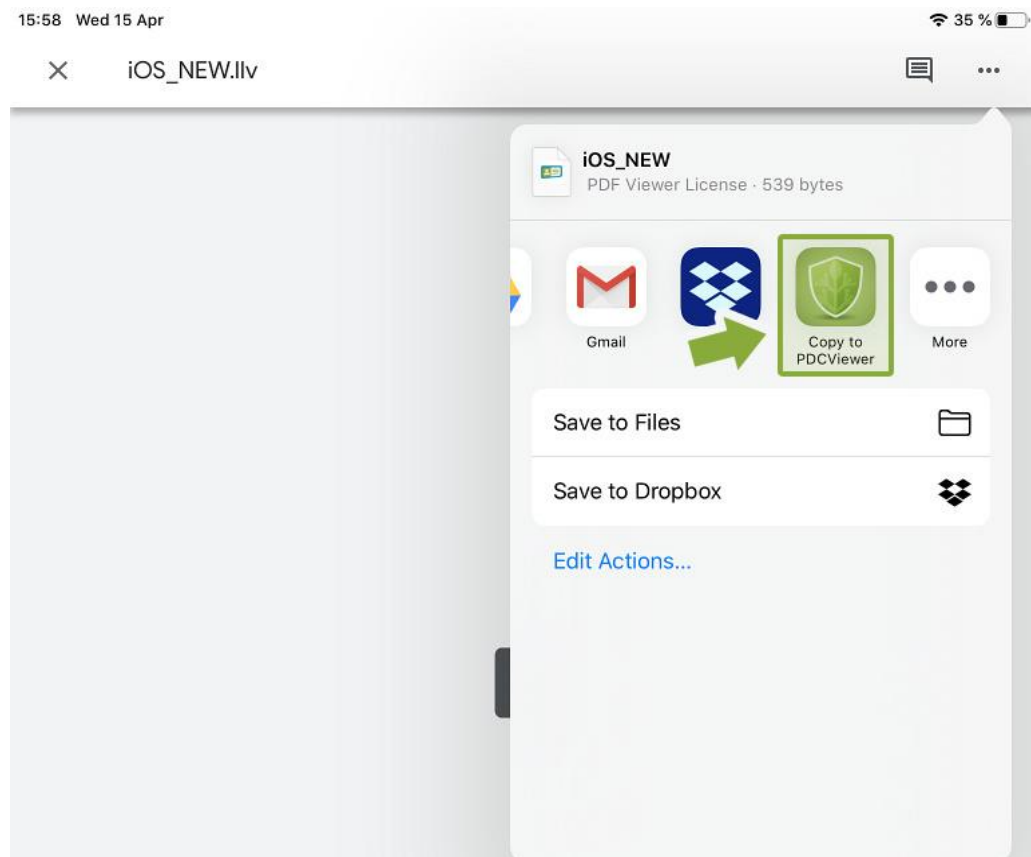 15:58 Wed 15 Apr 35 %
iOS_NEW.llv
iOS_NEW
PDF Viewer License · 539 bytes
Gmail
Copy to
PDCViewer
More
Save to Files
Save to Dropbox
Edit Actions...